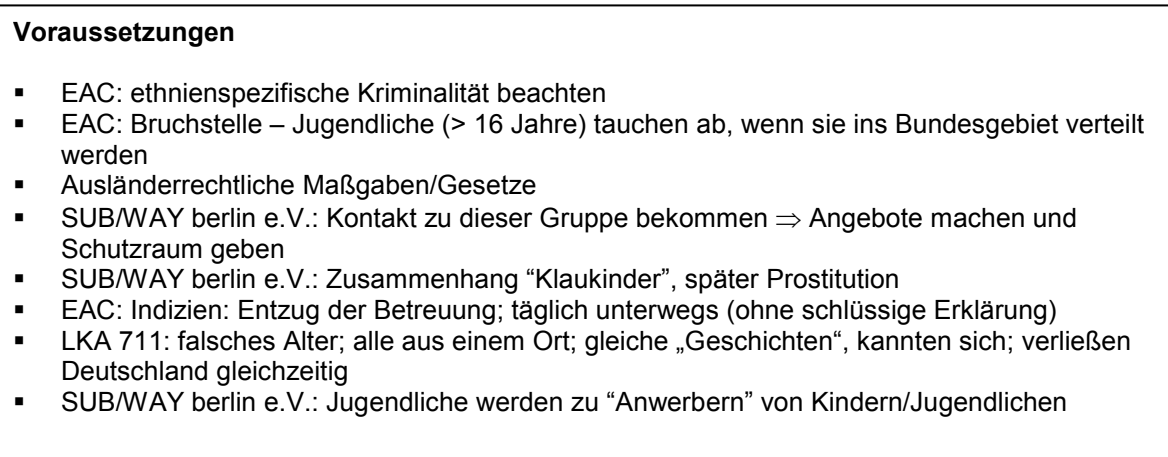 Voraussetzungen
▪ EAC: ethnienspezifische Kriminalität beachten
▪ EAC: Bruchstelle – Jugendliche (> 16 Jahre) tauchen ab, wenn sie ins Bundesgebiet verteilt
werden
▪ Ausländerrechtliche Maßgaben/Gesetze
▪ SUB/WAY berlin e.V.: Kontakt zu dieser Gruppe bekommen ⇒ Angebote machen und
Schutzraum geben
▪ SUB/WAY berlin e.V.: Zusammenhang “Klaukinder”, später Prostitution
▪ EAC: Indizien: Entzug der Betreuung; täglich unterwegs (ohne schlüssige Erklärung)
▪ LKA 711: falsches Alter; alle aus einem Ort; gleiche „Geschichten“, kannten sich; verließen
Deutschland gleichzeitig
▪ SUB/WAY berlin e.V.: Jugendliche werden zu “Anwerbern” von Kindern/Jugendlichen